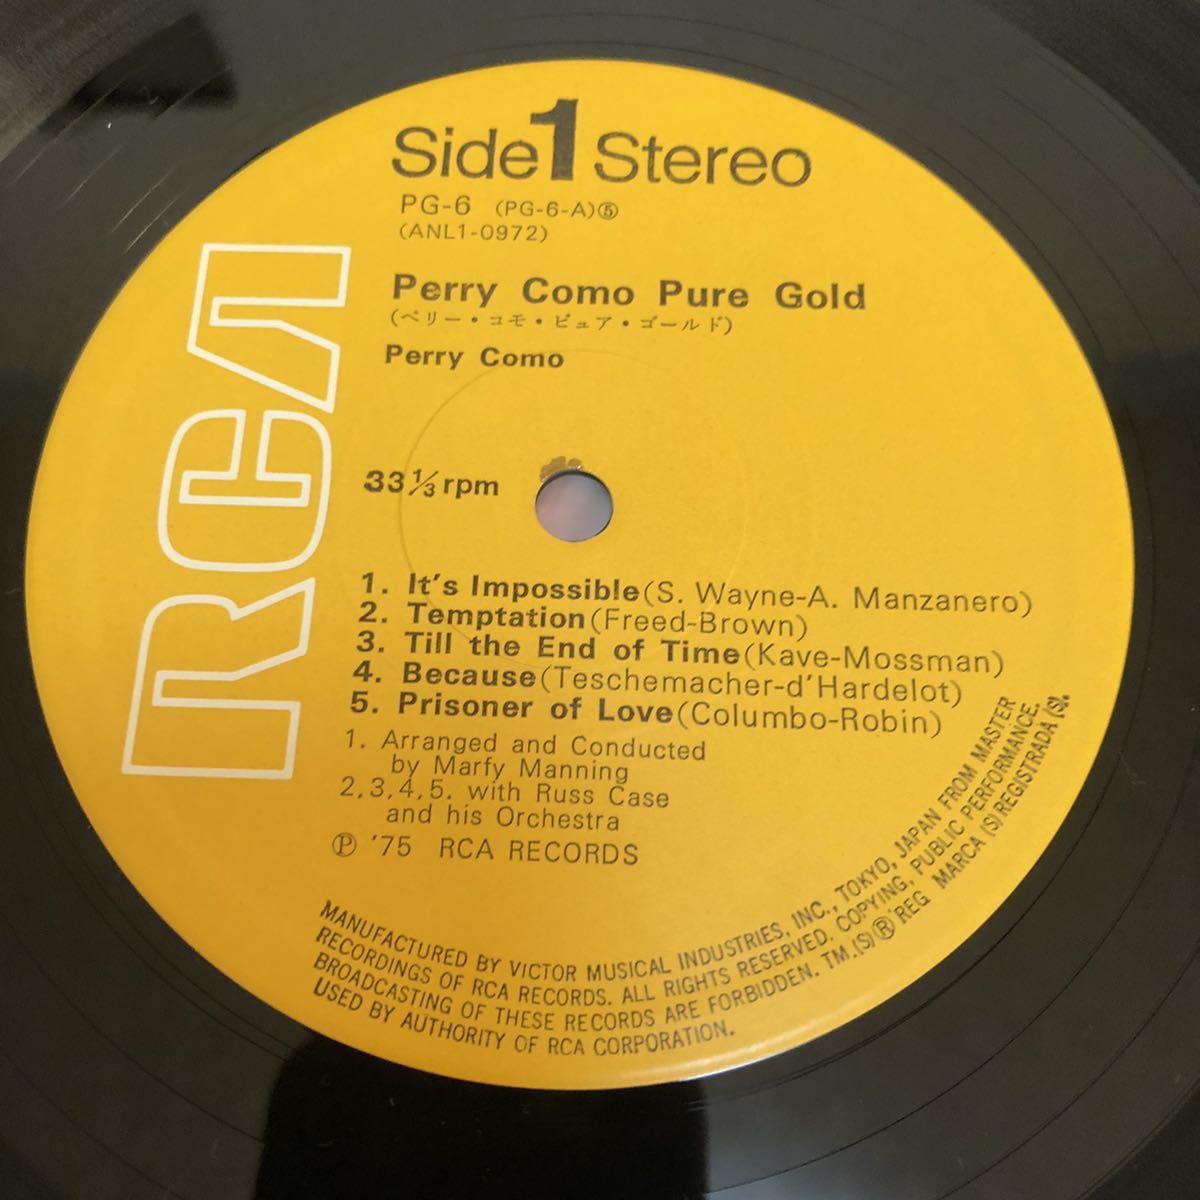 Side 1 Stereo
PG-6 (PG-6-A)⑤
(ANL1-0972)
Perry Como Pure Gold
(ペリー・コモ・ピュア・ゴールド)
Perry Como
33 1/3 rpm
1. It's Impossible(S. Wayne-A. Manzanero)
2. Temptation(Freed-Brown)
3. Till the End of Time(Kave-Mossman)
4. Because(Teschemacher-d'Hardelot)
5. Prisoner of Love(Columbo-Robin)
1. Arranged and Conducted
by Marfy Manning
2,3,4,5. with Russ Case
and his Orchestra
Ⓟ '75 RCA RECORDS
MANUFACTURED BY VICTOR MUSICAL INDUSTRIES, INC., TOKYO, JAPAN FROM MASTER
RECORDINGS OF RCA RECORDS. ALL RIGHTS RESERVED. COPYING, PUBLIC PERFORMANCE,
BROADCASTING OF THESE RECORDS ARE FORBIDDEN. TM.(S)® REG MARCA (S) REGISTRADA (S).
USED BY AUTHORITY OF RCA CORPORATION.
RCA